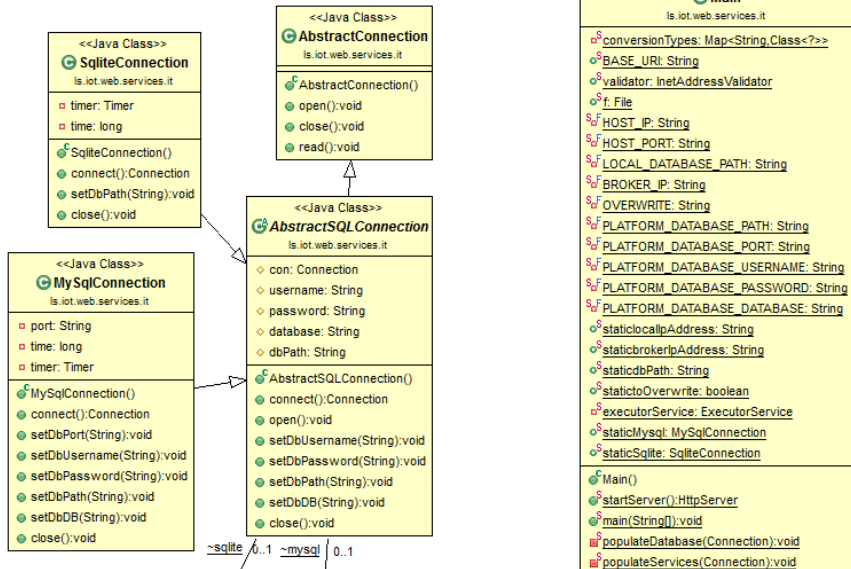 <<Java Class>>
SqliteConnection
ls.iot.web.services.it
timer: Timer
time: long
SqliteConnection()
connect():Connection
setDbPath(String):void
close():void
<<Java Class>>
AbstractConnection
ls.iot.web.services.it
AbstractConnection()
open():void
close():void
read():void
<<Java Class>>
MySqlConnection
ls.iot.web.services.it
port: String
time: long
timer: Timer
MySqlConnection()
connect():Connection
setDbPort(String):void
setDbUsername(String):void
setDbPassword(String):void
setDbPath(String):void
setDbDB(String):void
close():void
<<Java Class>>
AbstractSQLConnection
ls.iot.web.services.it
con: Connection
username: String
password: String
database: String
dbPath: String
AbstractSQLConnection()
connect():Connection
open():void
setDbUsername(String):void
setDbPassword(String):void
setDbPath(String):void
setDbDB(String):void
close():void
~sqlite 0..1 ~mysql 0..1
Main
ls.iot.web.services.it
conversionTypes: Map<String,Class<?>>
BASE_URI: String
validator: InetAddressValidator
f: File
HOST_IP: String
HOST_PORT: String
LOCAL_DATABASE_PATH: String
BROKER_IP: String
OVERWRITE: String
PLATFORM_DATABASE_PATH: String
PLATFORM_DATABASE_PORT: String
PLATFORM_DATABASE_USERNAME: String
PLATFORM_DATABASE_PASSWORD: String
PLATFORM_DATABASE_DATABASE: String
staticlocalIpAddress: String
staticbrokerIpAddress: String
staticdbPath: String
statictoOverwrite: boolean
executorService: ExecutorService
staticMysql: MySqlConnection
staticSqlite: SqliteConnection
Main()
startServer():HttpServer
main(String[]):void
populateDatabase(Connection):void
populateServices(Connection):void